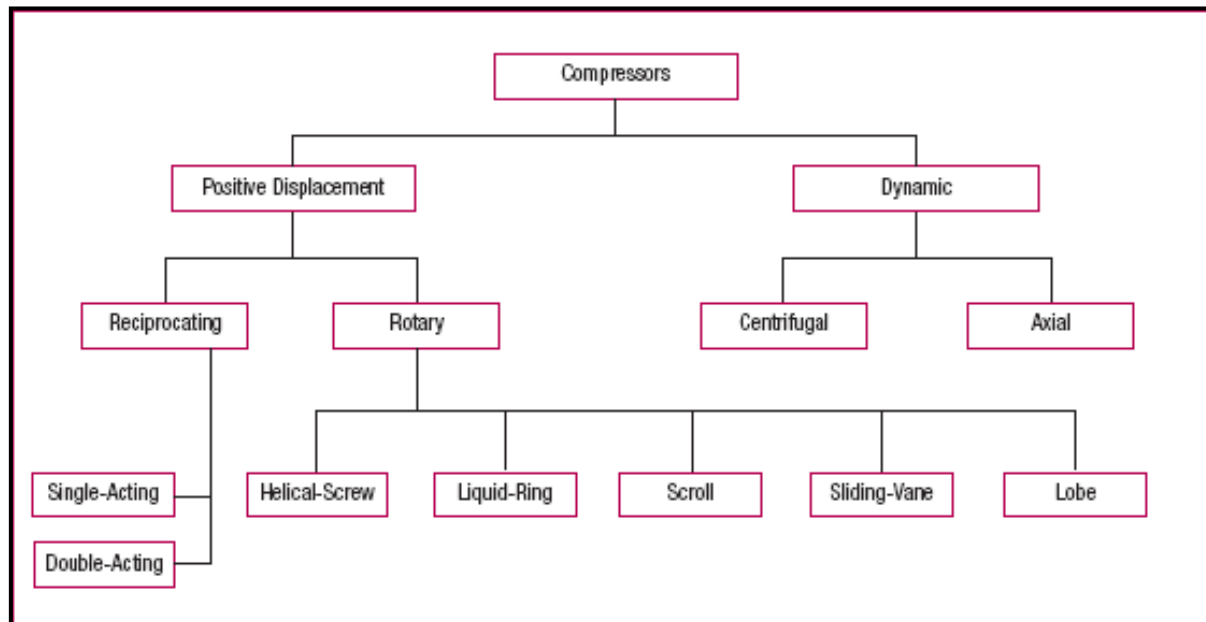 Compressors
Positive Displacement
Dynamic
Reciprocating
Rotary
Centrifugal
Axial
Single-Acting
Helical-Screw
Liquid-Ring
Scroll
Sliding-Vane
Lobe
Double-Acting